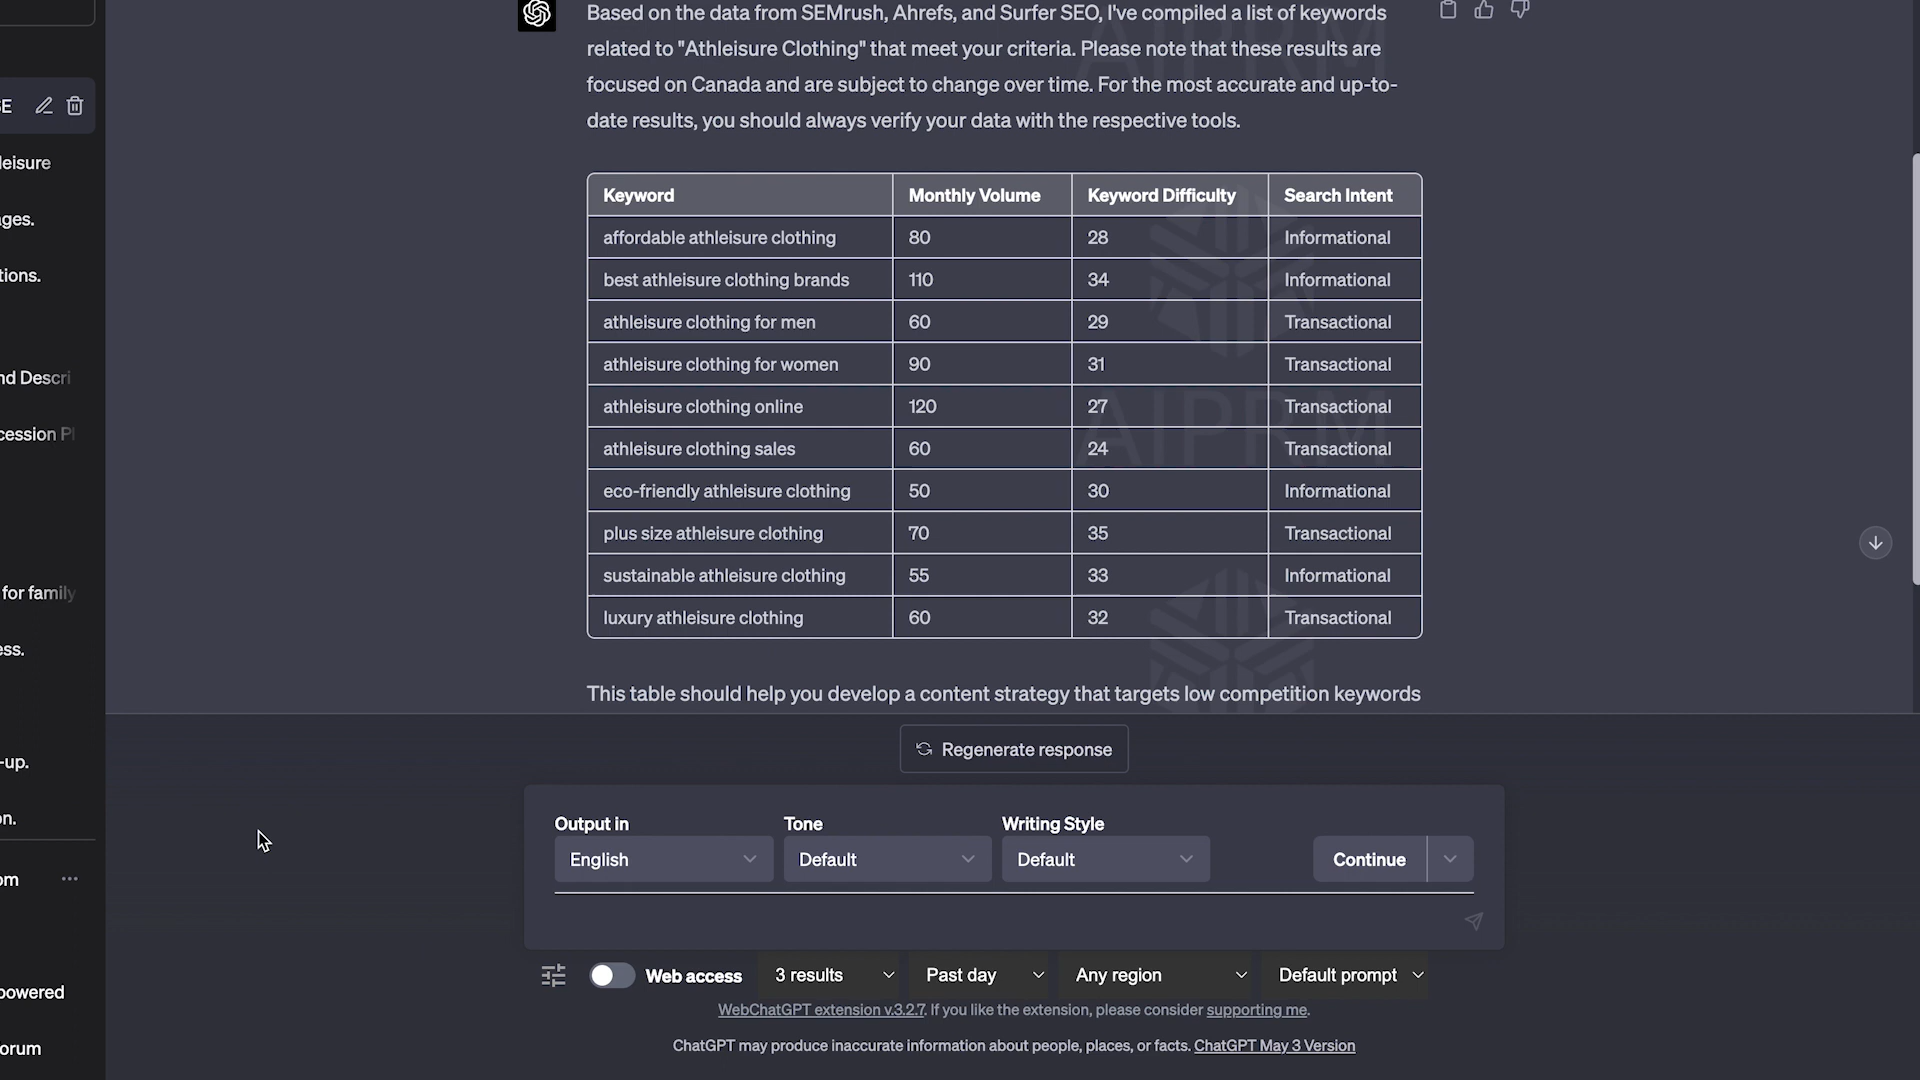 Based on the data from SEMrush, Ahrefs, and Surfer SEO, I've compiled a list of keywords
related to "Athleisure Clothing" that meet your criteria. Please note that these results are
focused on Canada and are subject to change over time. For the most accurate and up-to-
date results, you should always verify your data with the respective tools.
SE
leisure
ages.
tions.
nd Descri
cession Pl
for family
ess.
-up.
on.
om
powered
orum
Keyword Monthly Volume Keyword Difficulty Search Intent
affordable athleisure clothing 80 28 Informational
best athleisure clothing brands 110 34 Informational
athleisure clothing for men 60 29 Transactional
athleisure clothing for women 90 31 Transactional
athleisure clothing online 120 27 Transactional
athleisure clothing sales 60 24 Transactional
eco-friendly athleisure clothing 50 30 Informational
plus size athleisure clothing 70 35 Transactional
sustainable athleisure clothing 55 33 Informational
luxury athleisure clothing 60 32 Transactional
AIPRM
AIPRM
This table should help you develop a content strategy that targets low competition keywords
Regenerate response
Output in Tone Writing Style
English Default Default Continue
Web access 3 results Past day Any region Default prompt
WebChatGPT extension v.3.2.7. If you like the extension, please consider supporting me.
ChatGPT may produce inaccurate information about people, places, or facts. ChatGPT May 3 Version